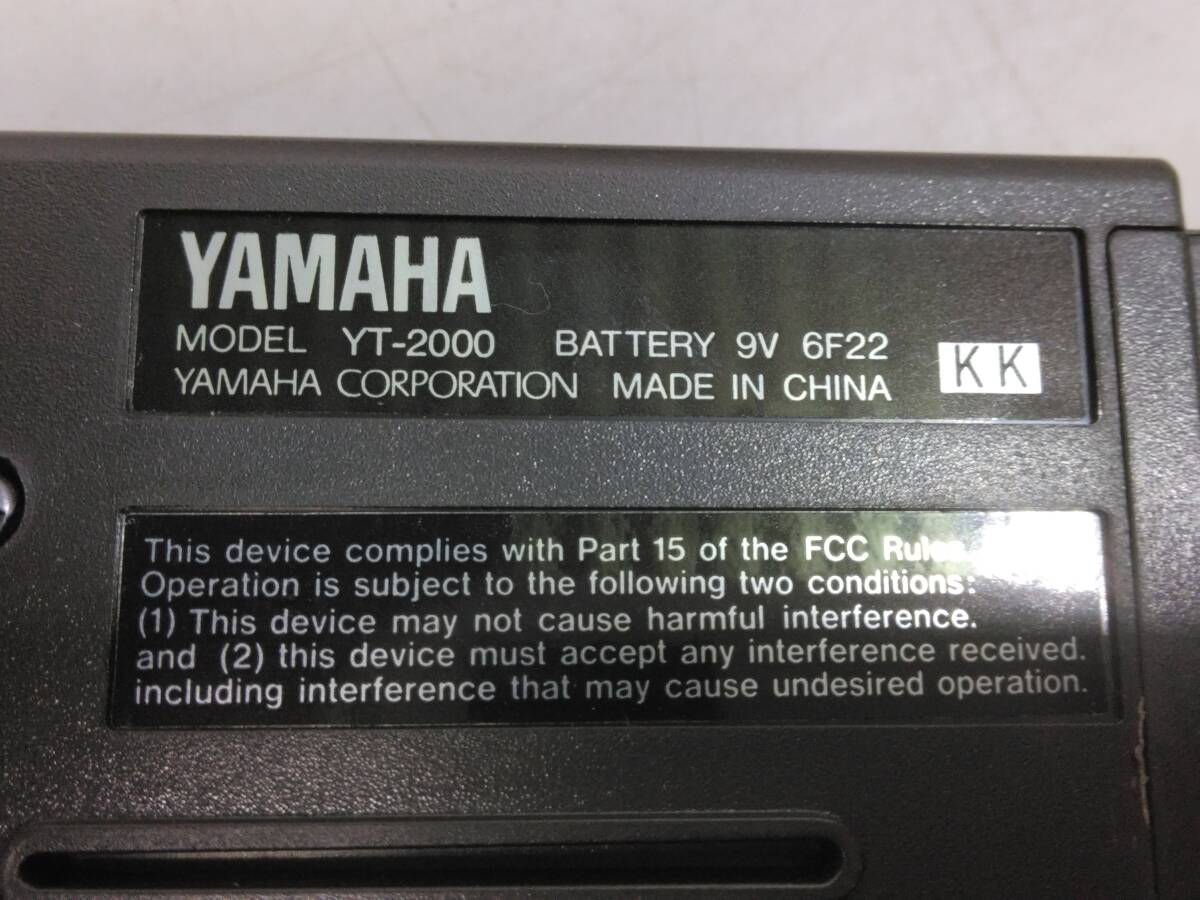 YAMAHA
MODEL YT-2000 BATTERY 9V 6F22
YAMAHA CORPORATION MADE IN CHINA KK
This device complies with Part 15 of the FCC Rules.
Operation is subject to the following two conditions:
(1) This device may not cause harmful interference.
and (2) this device must accept any interference received.
including interference that may cause undesired operation.